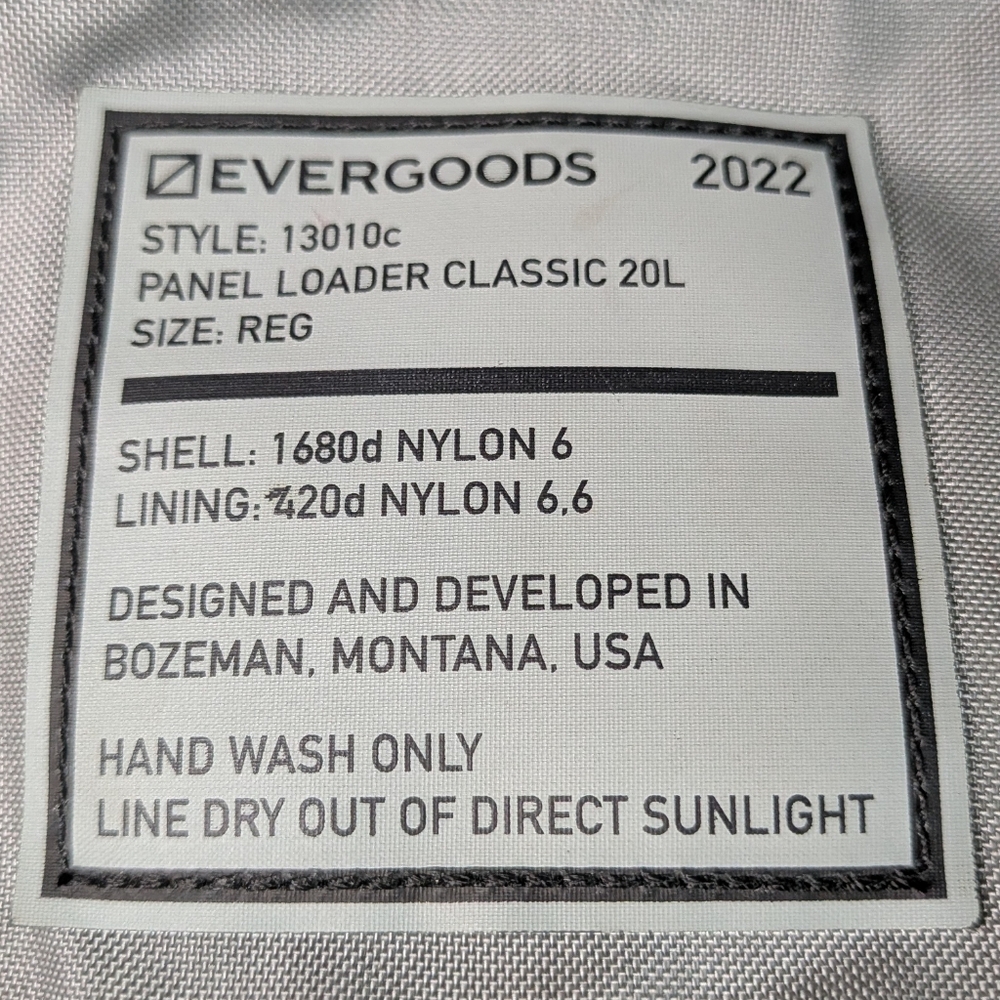 EVERGOODS 2022
STYLE: 13010c
PANEL LOADER CLASSIC 20L
SIZE: REG
SHELL: 1680d NYLON 6
LINING: 420d NYLON 6,6
DESIGNED AND DEVELOPED IN
BOZEMAN, MONTANA, USA
HAND WASH ONLY
LINE DRY OUT OF DIRECT SUNLIGHT